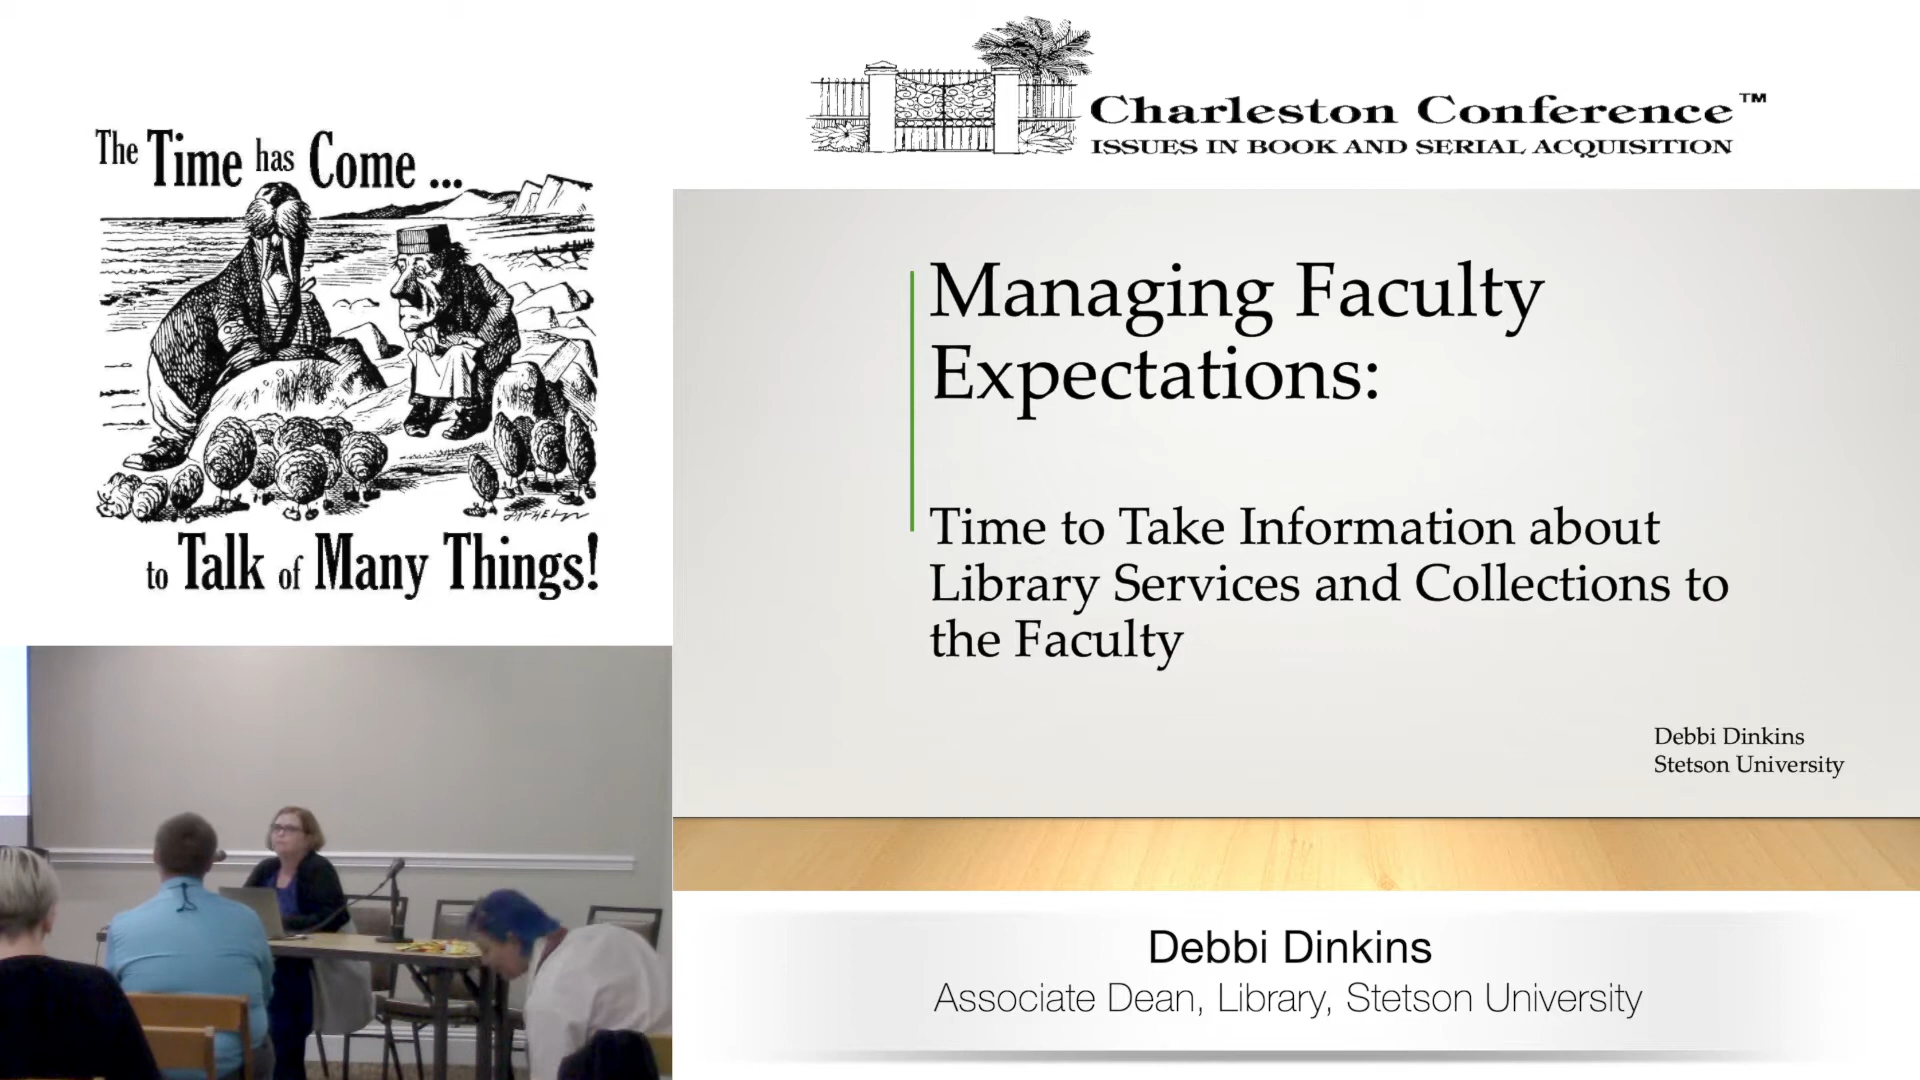 The Time has Come ...
to Talk of Many Things!
Charleston Conference™
ISSUES IN BOOK AND SERIAL ACQUISITION
Managing Faculty
Expectations:
Time to Take Information about
Library Services and Collections to
the Faculty
Debbi Dinkins
Stetson University
Debbi Dinkins
Associate Dean, Library, Stetson University